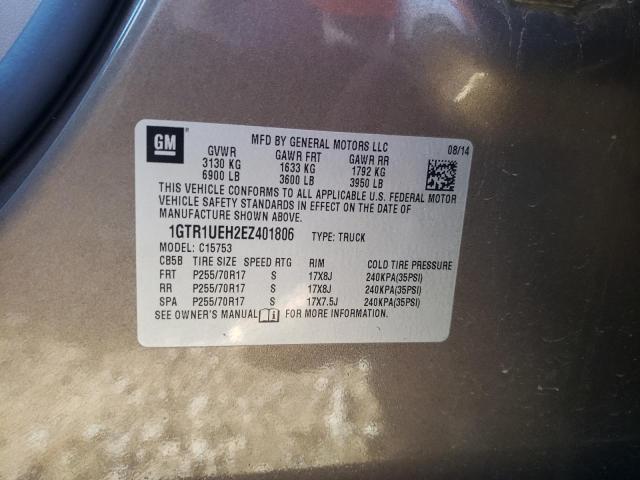 GM
MFD BY GENERAL MOTORS LLC
08/14
GVWR GAWR FRT GAWR RR
3130 KG 1633 KG 1792 KG
6900 LB 3600 LB 3950 LB
THIS VEHICLE CONFORMS TO ALL APPLICABLE U.S. FEDERAL MOTOR
VEHICLE SAFETY STANDARDS IN EFFECT ON THE DATE OF
MANUFACTURE SHOWN ABOVE.
1GTR1UEH2EZ401806 TYPE: TRUCK
MODEL: C15753
CB5B TIRE SIZE SPEED RTG RIM COLD TIRE PRESSURE
FRT P255/70R17 S 17X8J 240KPA(35PSI)
RR P255/70R17 S 17X8J 240KPA(35PSI)
SPA P255/70R17 S 17X7.5J 240KPA(35PSI)
SEE OWNER'S MANUAL FOR MORE INFORMATION.